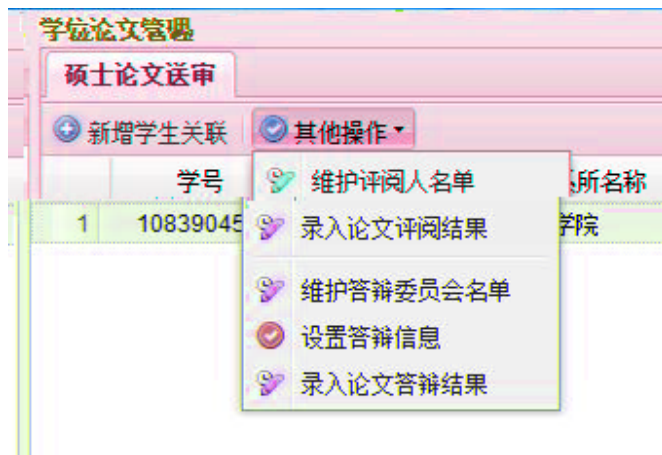 学位论文管理
硕士论文送审
新增学生关联 其他操作
学号 所名称
维护评阅人名单
1 10839045 学院
录入论文评阅结果
维护答辩委员会名单
设置答辩信息
录入论文答辩结果